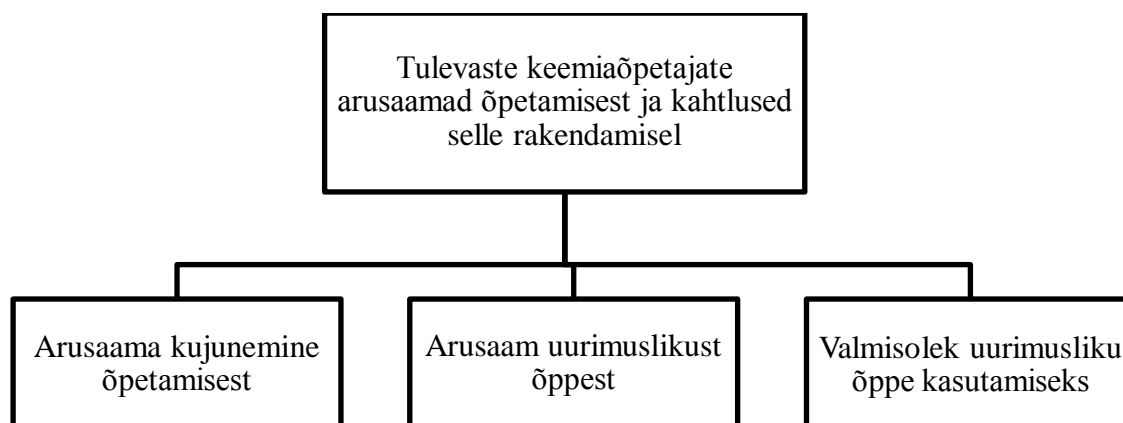 Tulevaste keemiaõpetajate
arusaamad õpetamisest ja kahtlused
selle rakendamisel
Arusaama kujunemine
õpetamisest
Arusaam uurimuslikust
õppest
Valmisolek uurimusliku
õppe kasutamiseks